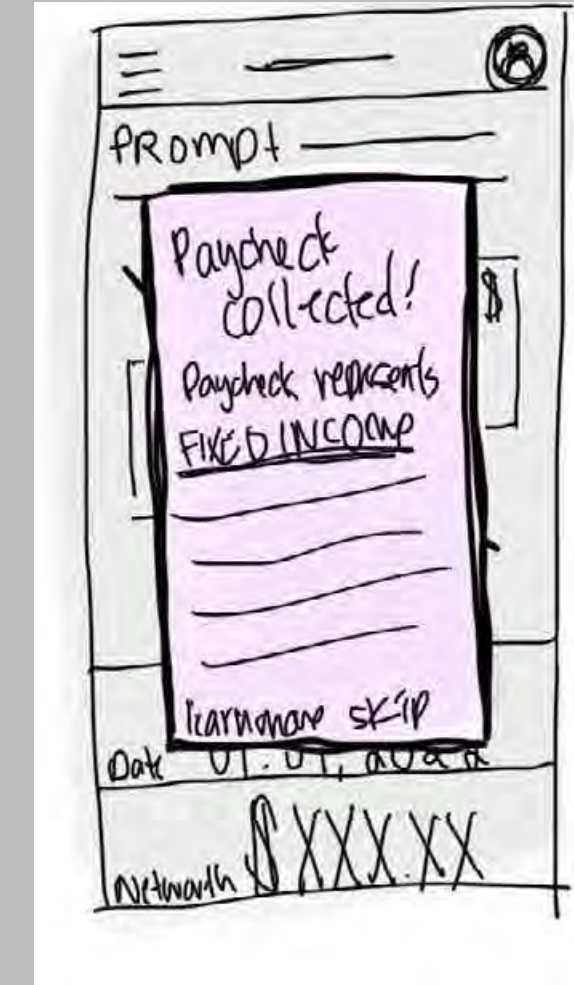 PROMPt
Paycheck
collected!
$
Paycheck represents
FIXED INCOME
learn more skip
Date
Networth $XXX.XX